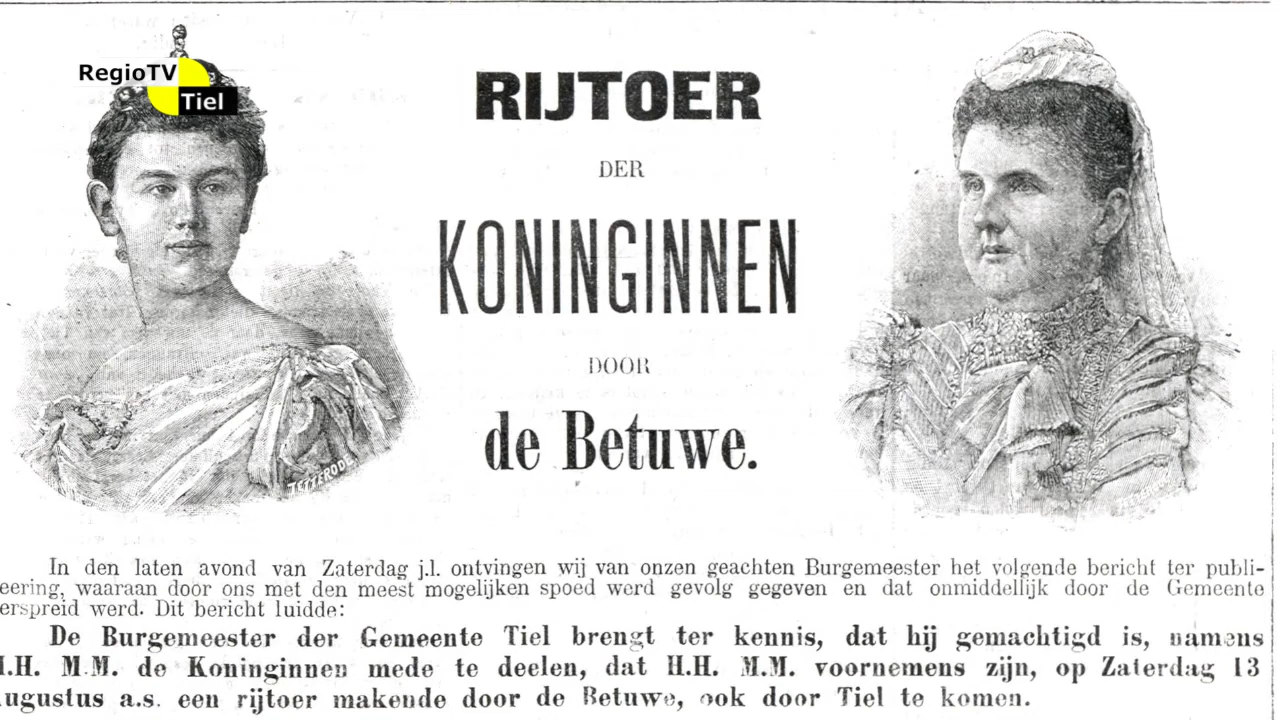 RegioTV
Tiel
RIJTOER
DER
KONINGINNEN
DOOR
de Betuwe.
TETTERODE
In den laten avond van Zaterdag j.l. ontvingen wij van onzen geachten Burgemeester het volgende bericht ter publi-
eering, waaraan door ons met den meest mogelijken spoed werd gevolg gegeven en dat onmiddellijk door de Gemeente
erspreid werd. Dit bericht luidde:
De Burgemeester der Gemeente Tiel brengt ter kennis, dat hij gemachtigd is, namens
.H. M.M. de Koninginnen mede te deelen, dat H.H. M.M. voornemens zijn, op Zaterdag 13
ugustus a.s. een rijtoer makende door de Betuwe, ook door Tiel te komen.